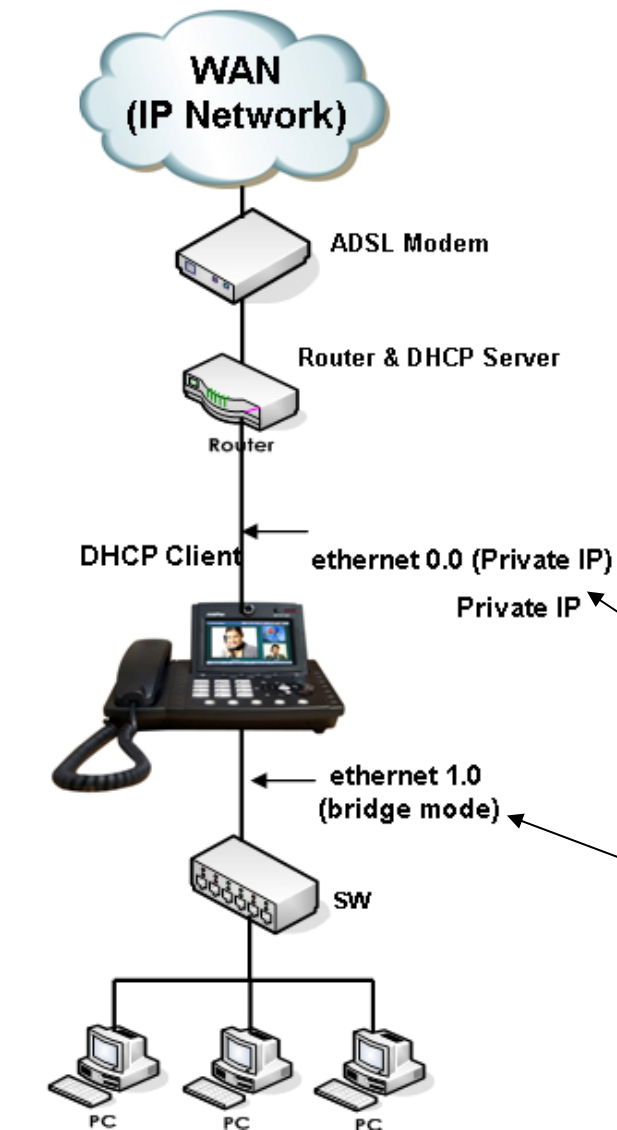 WAN
(IP Network)
ADSL Modem
Router & DHCP Server
Router
DHCP Client
ethernet 0.0 (Private IP)
Private IP
ethernet 1.0
(bridge mode)
SW
PC
PC
PC